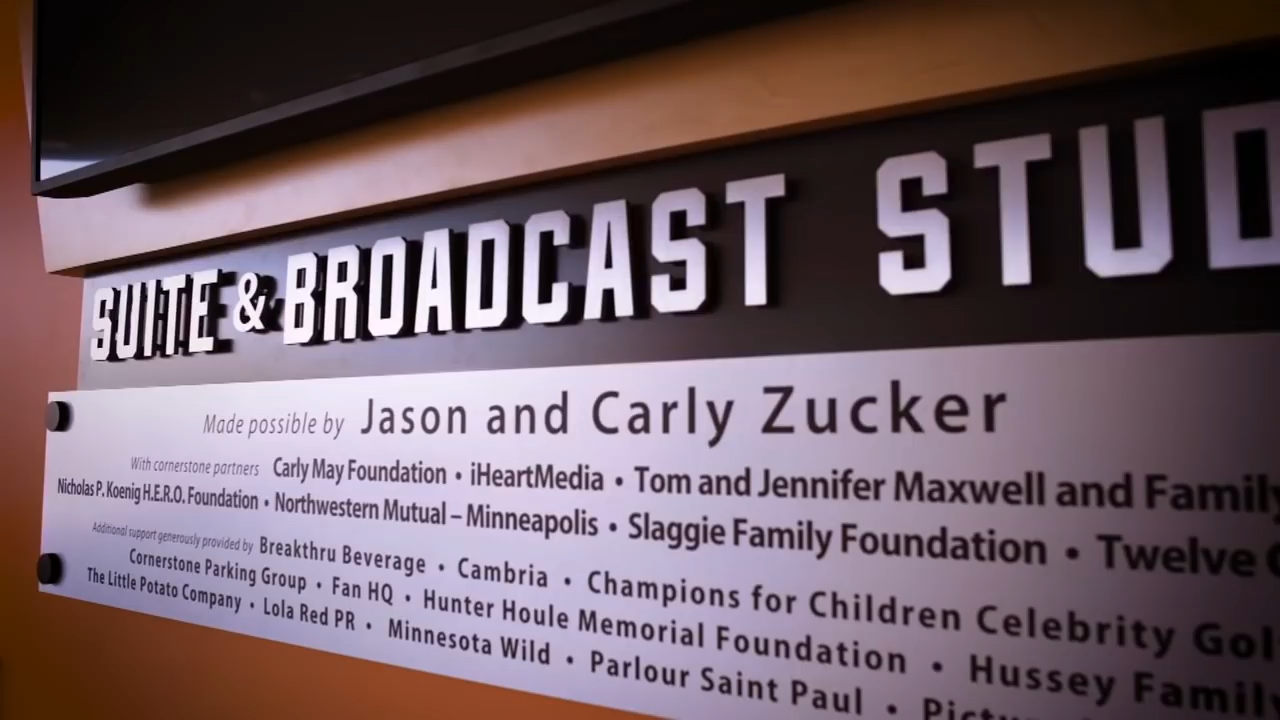 SUITE & BROADCAST
Made possible by Jason and Carly Zucker
With cornerstone partners Carly May Foundation • iHeartMedia • Tom and Jennifer Maxwell and Family
Nicholas P. Koenig H.E.R.O. Foundation • Northwestern Mutual – Minneapolis • Slaggie Family Foundation • Twelve
Additional support generously provided by Breakthru Beverage • Cambria • Champions for Children Celebrity
Cornerstone Parking Group • Fan HQ • Hunter Houle Memorial Foundation • Hussey Family
The Little Potato Company • Lola Red PR • Minnesota Wild • Parlour Saint Paul •